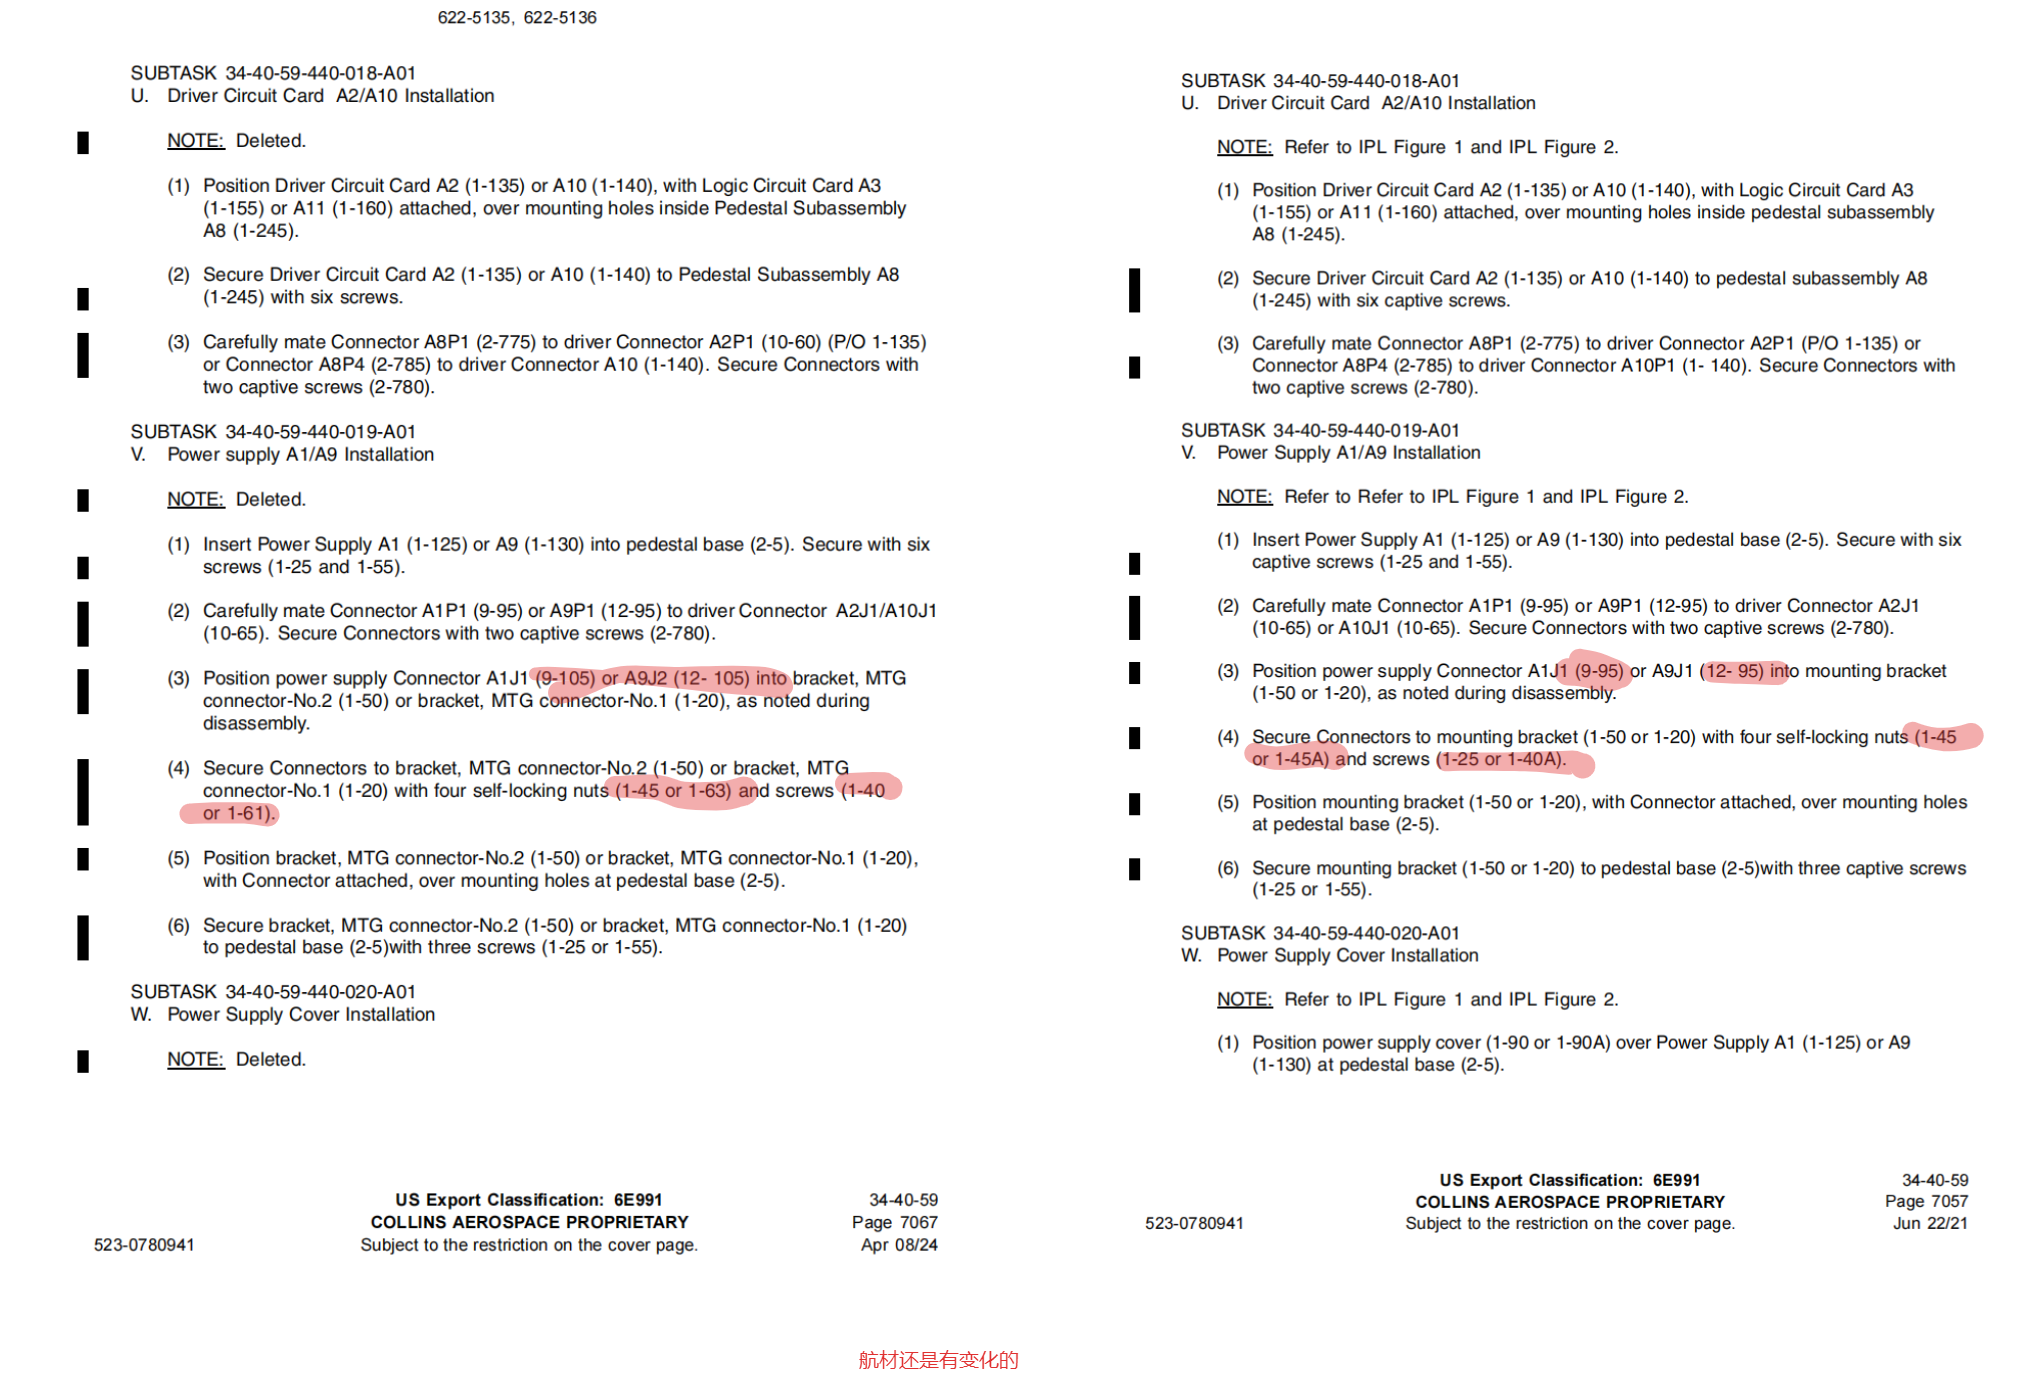 622-5135, 622-5136
SUBTASK 34-40-59-440-018-A01
U. Driver Circuit Card A2/A10 Installation
NOTE: Deleted.
(1) Position Driver Circuit Card A2 (1-135) or A10 (1-140), with Logic Circuit Card A3
(1-155) or A11 (1-160) attached, over mounting holes inside Pedestal Subassembly
A8 (1-245).
(2) Secure Driver Circuit Card A2 (1-135) or A10 (1-140) to Pedestal Subassembly A8
(1-245) with six screws.
(3) Carefully mate Connector A8P1 (2-775) to driver Connector A2P1 (10-60) (P/O 1-135)
or Connector A8P4 (2-785) to driver Connector A10 (1-140). Secure Connectors with
two captive screws (2-780).
SUBTASK 34-40-59-440-019-A01
V. Power supply A1/A9 Installation
NOTE: Deleted.
(1) Insert Power Supply A1 (1-125) or A9 (1-130) into pedestal base (2-5). Secure with six
screws (1-25 and 1-55).
(2) Carefully mate Connector A1P1 (9-95) or A9P1 (12-95) to driver Connector A2J1/A10J1
(10-65). Secure Connectors with two captive screws (2-780).
(3) Position power supply Connector A1J1 (9-105) or A9J2 (12- 105) into bracket, MTG
connector-No.2 (1-50) or bracket, MTG connector-No.1 (1-20), as noted during
disassembly.
(4) Secure Connectors to bracket, MTG connector-No.2 (1-50) or bracket, MTG
connector-No.1 (1-20) with four self-locking nuts (1-45 or 1-63) and screws (1-40
or 1-61).
(5) Position bracket, MTG connector-No.2 (1-50) or bracket, MTG connector-No.1 (1-20),
with Connector attached, over mounting holes at pedestal base (2-5).
(6) Secure bracket, MTG connector-No.2 (1-50) or bracket, MTG connector-No.1 (1-20)
to pedestal base (2-5)with three screws (1-25 or 1-55).
SUBTASK 34-40-59-440-020-A01
W. Power Supply Cover Installation
NOTE: Deleted.
US Export Classification: 6E991
34-40-59
COLLINS AEROSPACE PROPRIETARY
Page 7067
523-0780941
Subject to the restriction on the cover page.
Apr 08/24
SUBTASK 34-40-59-440-018-A01
U. Driver Circuit Card A2/A10 Installation
NOTE: Refer to IPL Figure 1 and IPL Figure 2.
(1) Position Driver Circuit Card A2 (1-135) or A10 (1-140), with Logic Circuit Card A3
(1-155) or A11 (1-160) attached, over mounting holes inside pedestal subassembly
A8 (1-245).
(2) Secure Driver Circuit Card A2 (1-135) or A10 (1-140) to pedestal subassembly A8
(1-245) with six captive screws.
(3) Carefully mate Connector A8P1 (2-775) to driver Connector A2P1 (P/O 1-135) or
Connector A8P4 (2-785) to driver Connector A10P1 (1- 140). Secure Connectors with
two captive screws (2-780).
SUBTASK 34-40-59-440-019-A01
V. Power Supply A1/A9 Installation
NOTE: Refer to Refer to IPL Figure 1 and IPL Figure 2.
(1) Insert Power Supply A1 (1-125) or A9 (1-130) into pedestal base (2-5). Secure with six
captive screws (1-25 and 1-55).
(2) Carefully mate Connector A1P1 (9-95) or A9P1 (12-95) to driver Connector A2J1
(10-65) or A10J1 (10-65). Secure Connectors with two captive screws (2-780).
(3) Position power supply Connector A1J1 (9-95) or A9J1 (12- 95) into mounting bracket
(1-50 or 1-20), as noted during disassembly.
(4) Secure Connectors to mounting bracket (1-50 or 1-20) with four self-locking nuts (1-45
or 1-45A) and screws (1-25 or 1-40A).
(5) Position mounting bracket (1-50 or 1-20), with Connector attached, over mounting holes
at pedestal base (2-5).
(6) Secure mounting bracket (1-50 or 1-20) to pedestal base (2-5)with three captive screws
(1-25 or 1-55).
SUBTASK 34-40-59-440-020-A01
W. Power Supply Cover Installation
NOTE: Refer to IPL Figure 1 and IPL Figure 2.
(1) Position power supply cover (1-90 or 1-90A) over Power Supply A1 (1-125) or A9
(1-130) at pedestal base (2-5).
US Export Classification: 6E991
34-40-59
COLLINS AEROSPACE PROPRIETARY
Page 7057
523-0780941
Subject to the restriction on the cover page.
Jun 22/21
航材还是有变化的